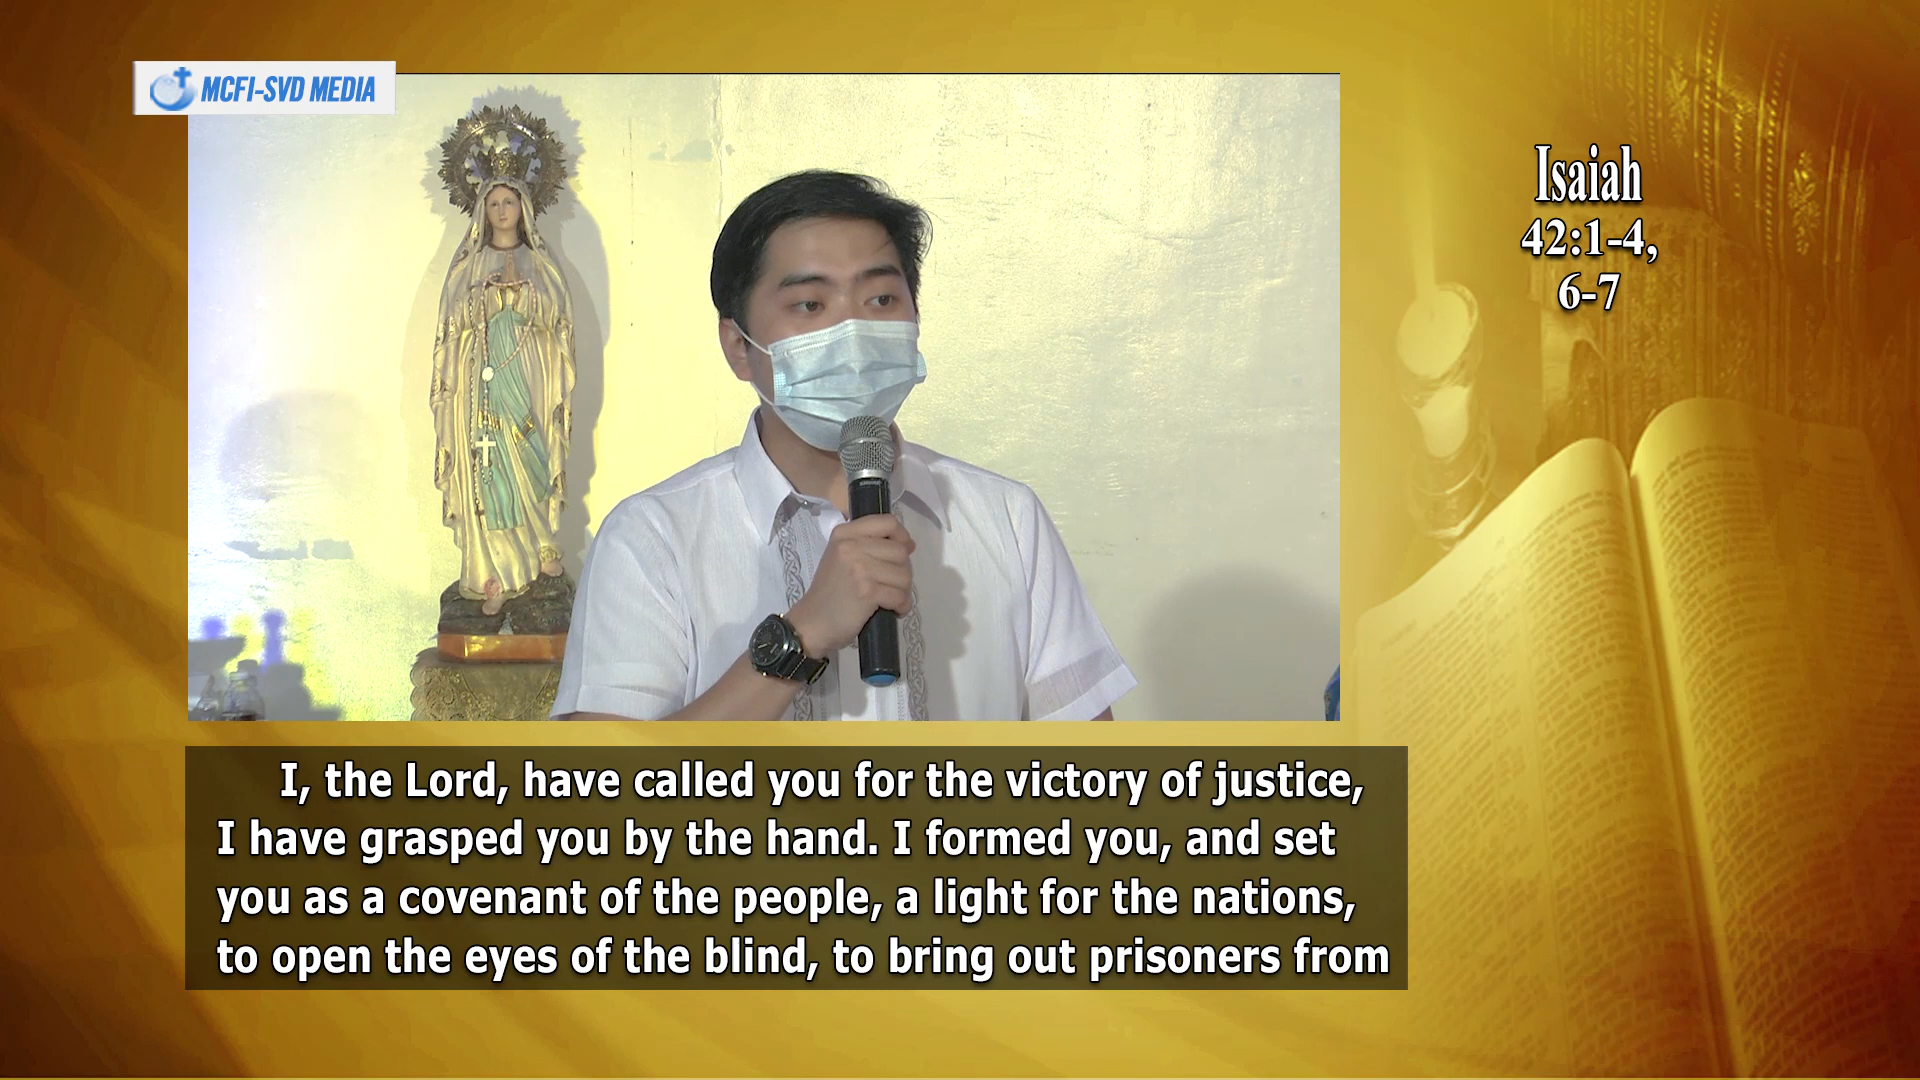 MCFI-SVD MEDIA
Isaiah
42:1-4,
6-7
I, the Lord, have called you for the victory of justice,
I have grasped you by the hand. I formed you, and set
you as a covenant of the people, a light for the nations,
to open the eyes of the blind, to bring out prisoners from